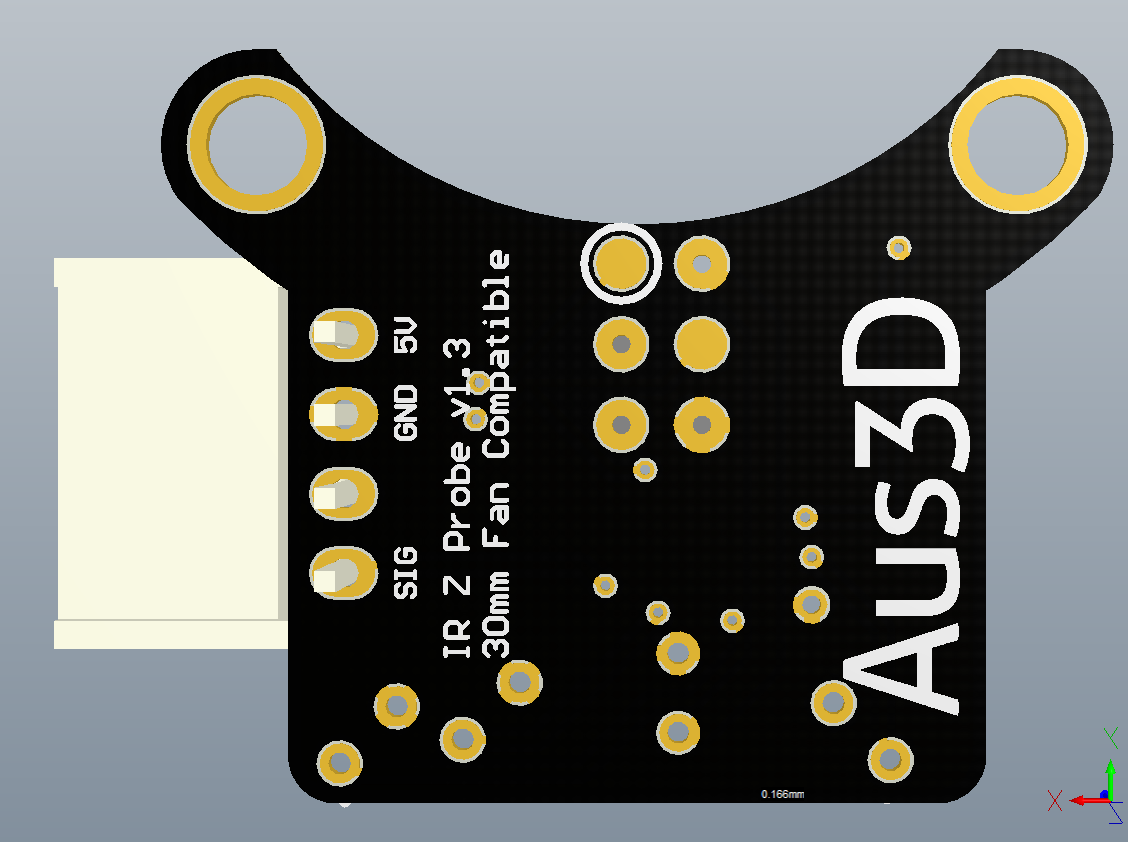 5V
GND
SIG
IR Z Probe v1.3
30mm Fan Compatible
Aus3D
0.166mm
X
Y